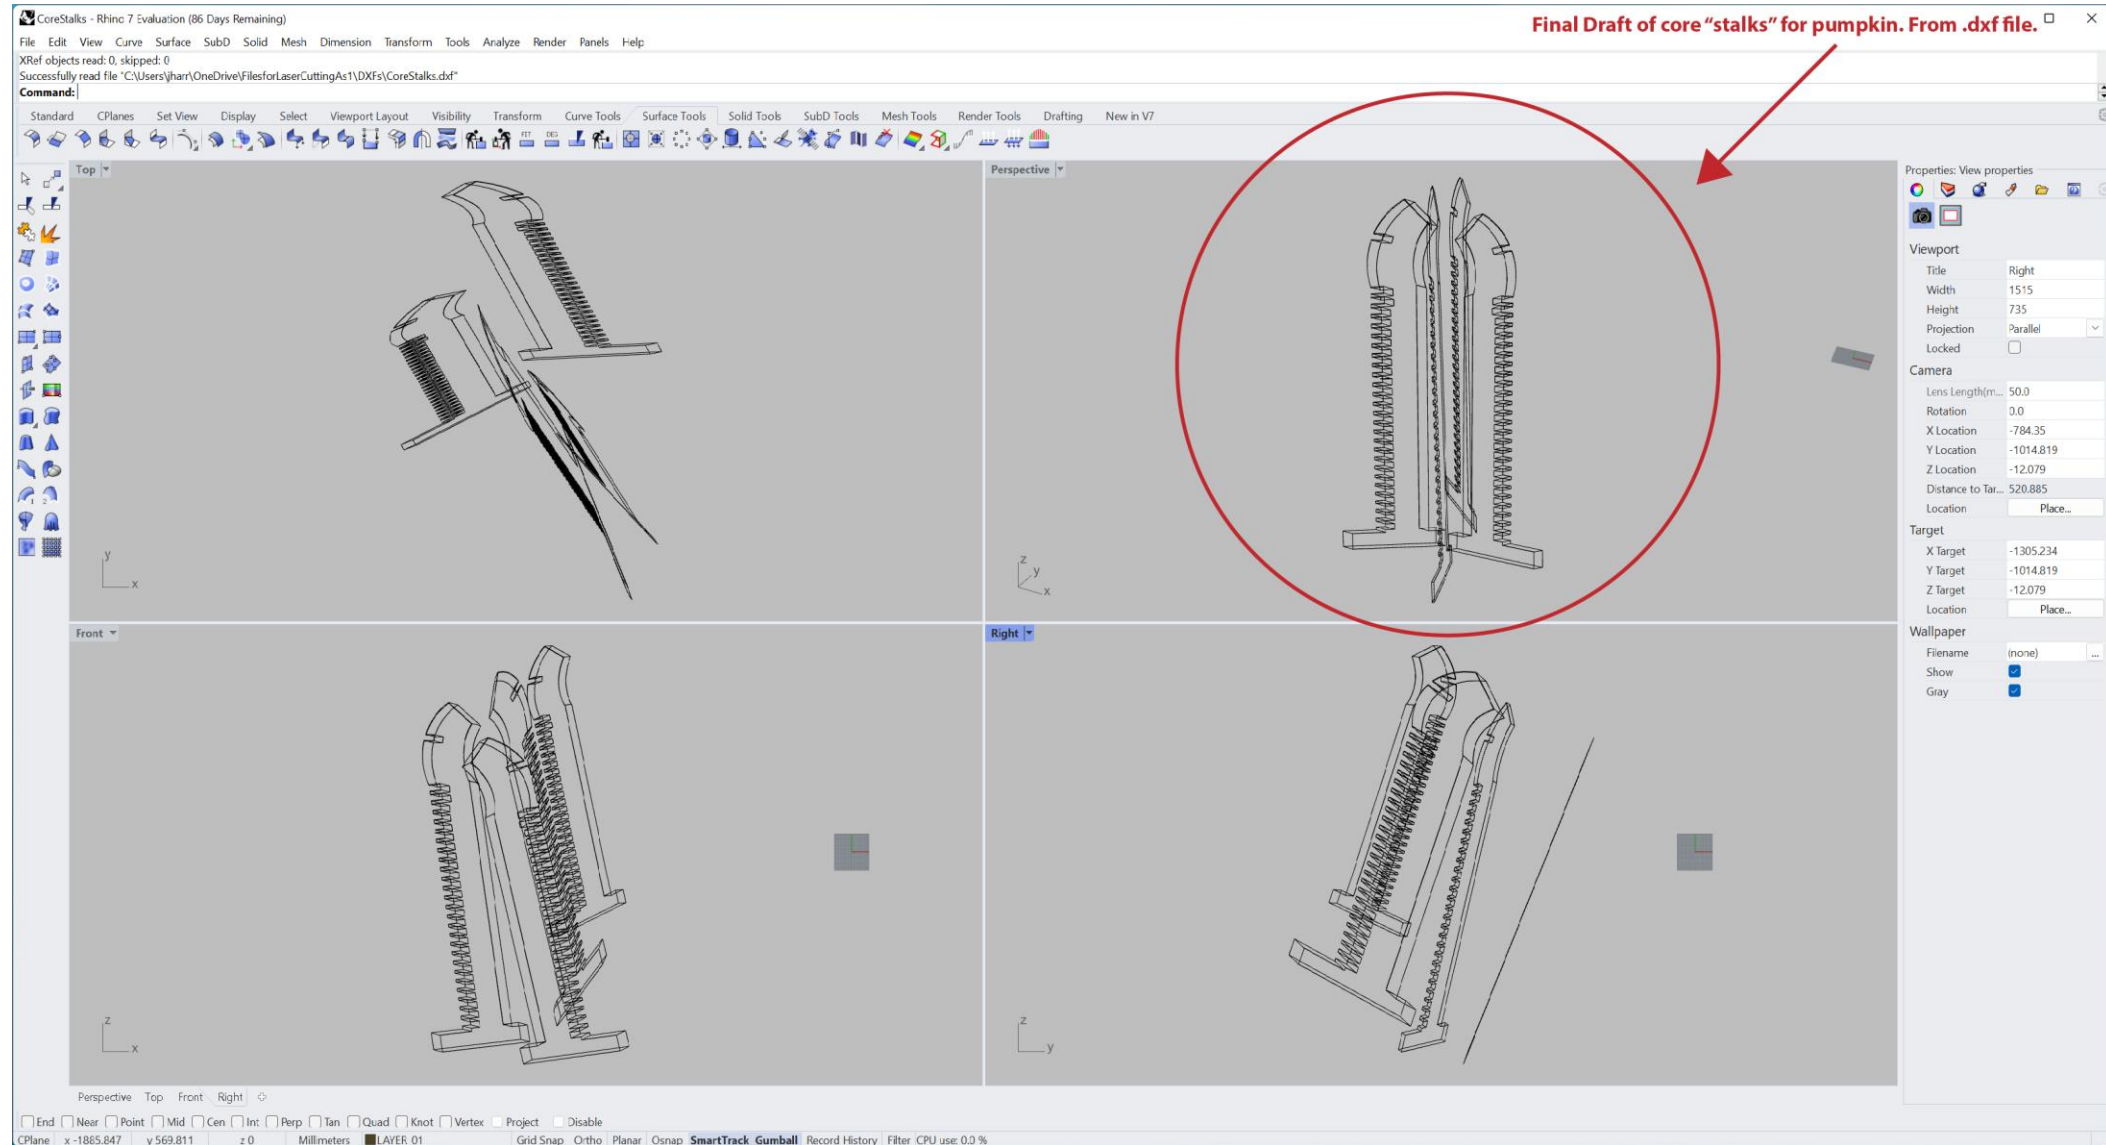 CoreStalks - Rhino 7 Evaluation (86 Days Remaining)
Final Draft of core “stalks” for pumpkin. From .dxf file.
File Edit View Curve Surface SubD Solid Mesh Dimension Transform Tools Analyze Render Panels Help
XRef objects read: 0, skipped: 0
Successfully read file "C:\Users\jharr\OneDrive\FilesforLaserCuttingAs1\DXFs\CoreStalks.dxf"
Command:
Standard CPlanes Set View Display Select Viewport Layout Visibility Transform Curve Tools Surface Tools Solid Tools SubD Tools Mesh Tools Render Tools Drafting New in V7
Top
Perspective
Properties: View properties
Viewport
Title Right
Width 1515
Height 735
Projection Parallel
Locked
Camera
Lens Length(m... 50.0
Rotation 0.0
X Location -784.35
Y Location -1014.819
Z Location -12.079
Distance to Tar... 520.885
Location Place...
Target
X Target -1305.234
Y Target -1014.819
Z Target -12.079
Location Place...
Wallpaper
Filename (none) ...
Show
Gray
y
x
z
y
x
Front
Right
z
x
z
y
Perspective Top Front Right
End Near Point Mid Cen Int Perp Tan Quad Knot Vertex Project Disable
CPlane x -1885.847 y 569.811 z 0 Millimeters LAYER 01 Grid Snap Ortho Planar Osnap SmartTrack Gumball Record History Filter CPU use: 0.0 %